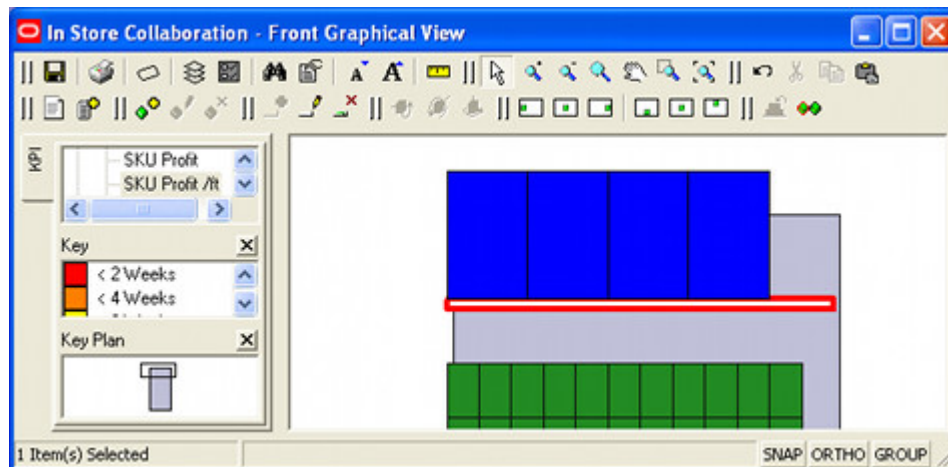 In Store Collaboration - Front Graphical View
A A
KPI
SKU Profit
SKU Profit /ft
Key
< 2 Weeks
< 4 Weeks
Key Plan
1 Item(s) Selected
SNAP ORTHO GROUP